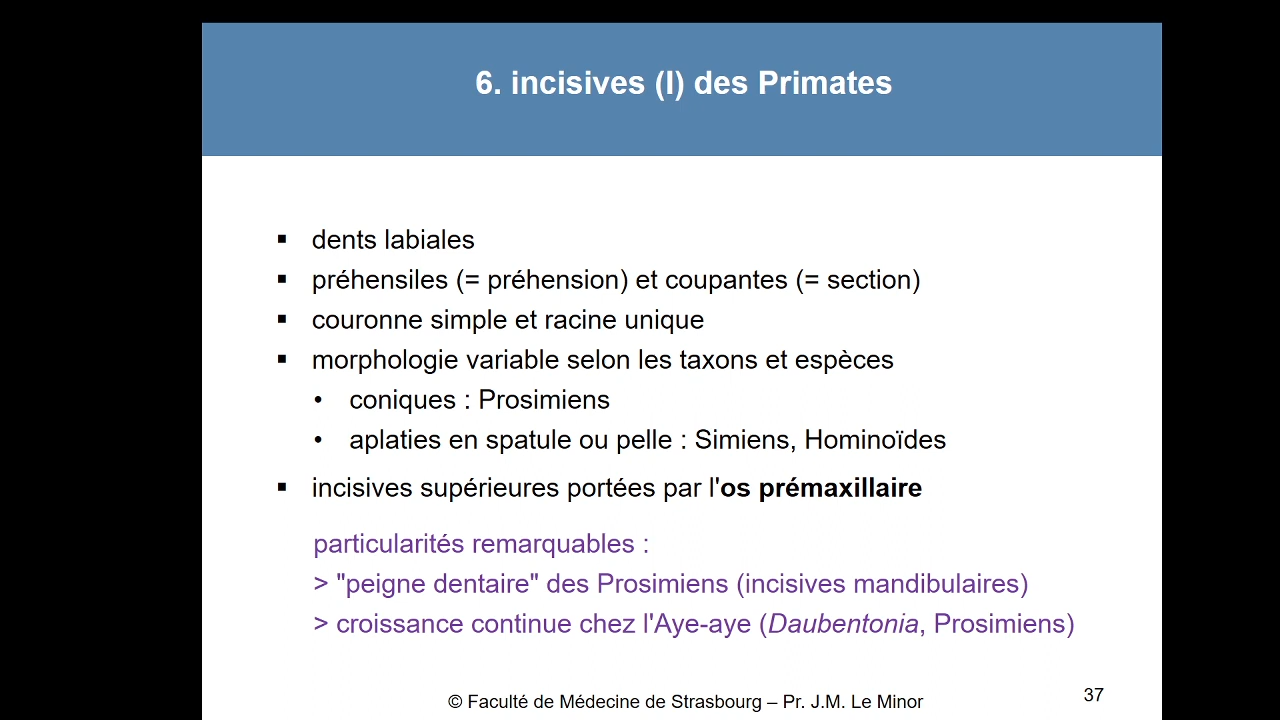 6. incisives (I) des Primates
▪ dents labiales
▪ préhensiles (= préhension) et coupantes (= section)
▪ couronne simple et racine unique
▪ morphologie variable selon les taxons et espèces
• coniques : Prosimiens
• aplaties en spatule ou pelle : Simiens, Hominoïdes
▪ incisives supérieures portées par l'os prémaxillaire
particularités remarquables :
> "peigne dentaire" des Prosimiens (incisives mandibulaires)
> croissance continue chez l'Aye-aye (Daubentonia, Prosimiens)
© Faculté de Médecine de Strasbourg – Pr. J.M. Le Minor
37